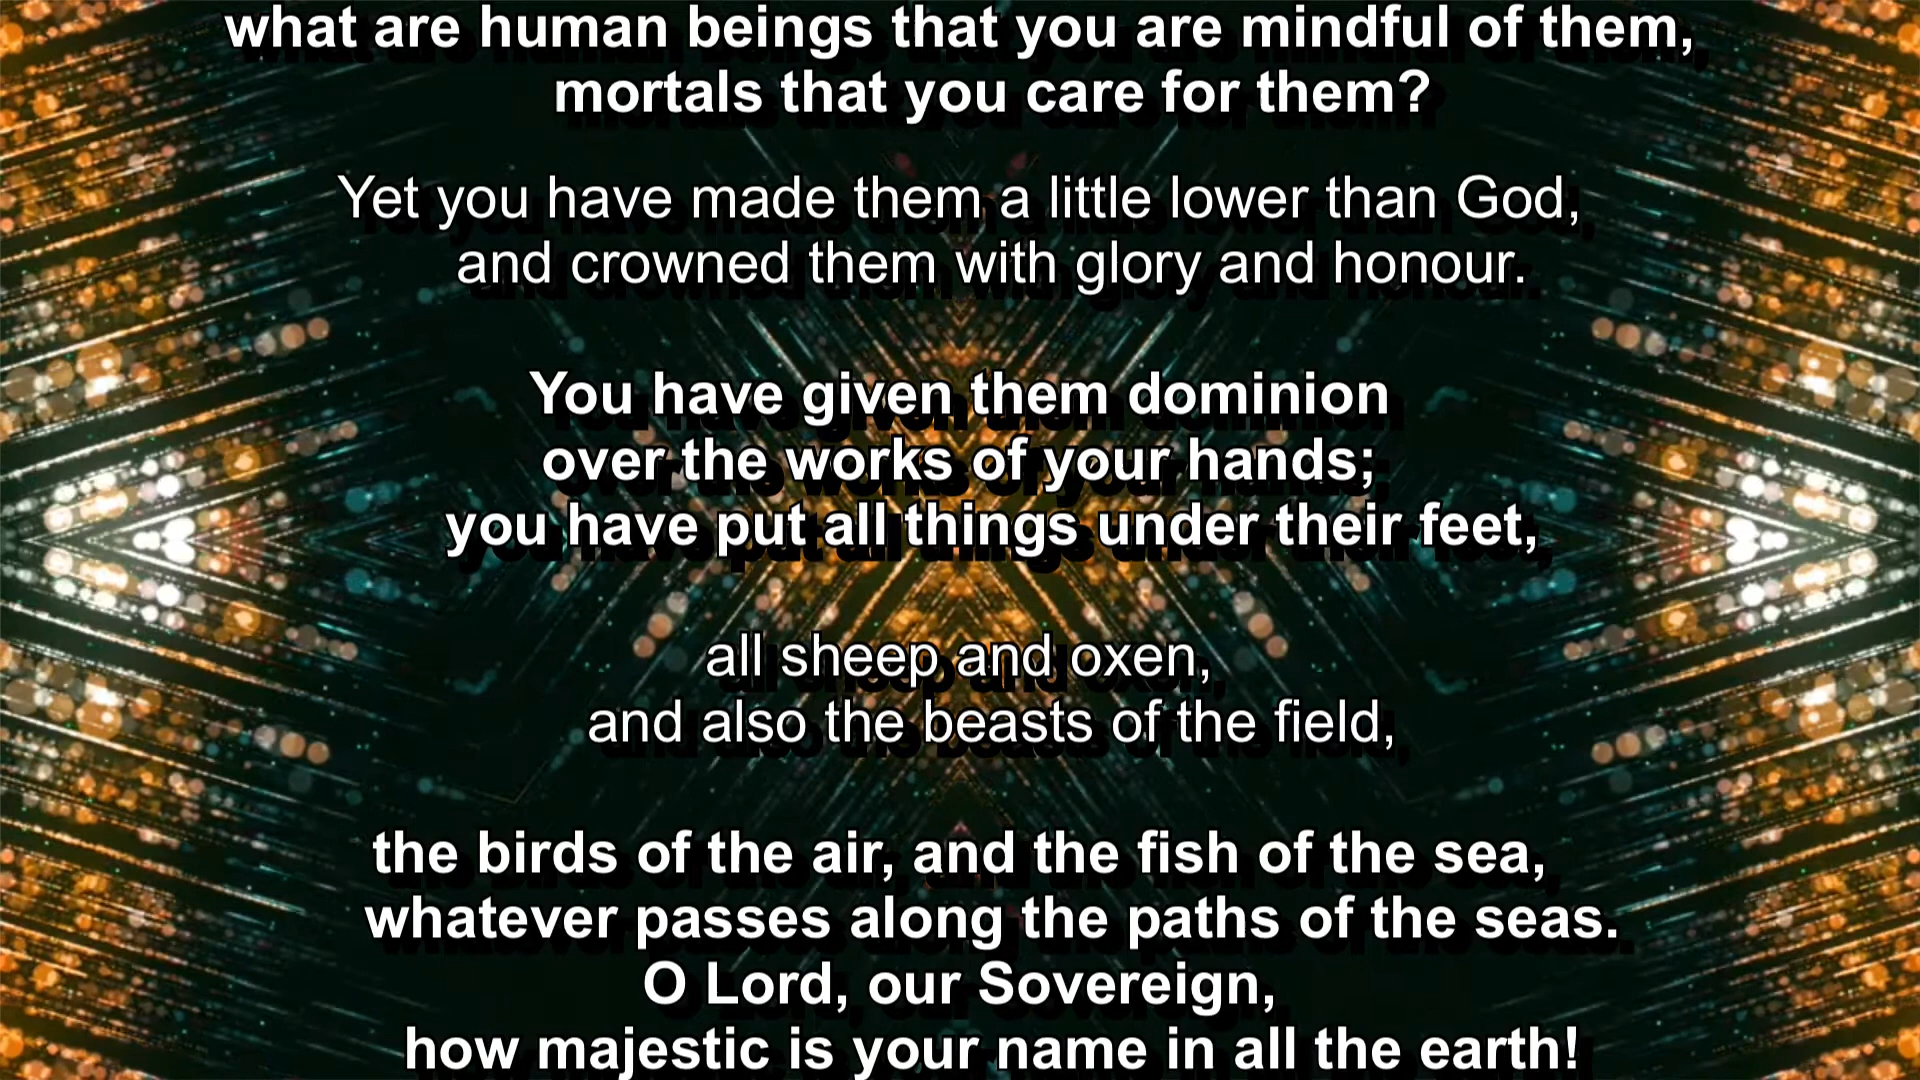 what are human beings that you are mindful of them,
mortals that you care for them?
Yet you have made them a little lower than God,
and crowned them with glory and honour.
You have given them dominion
over the works of your hands;
you have put all things under their feet,
all sheep and oxen,
and also the beasts of the field,
the birds of the air, and the fish of the sea,
whatever passes along the paths of the seas.
O Lord, our Sovereign,
how majestic is your name in all the earth!